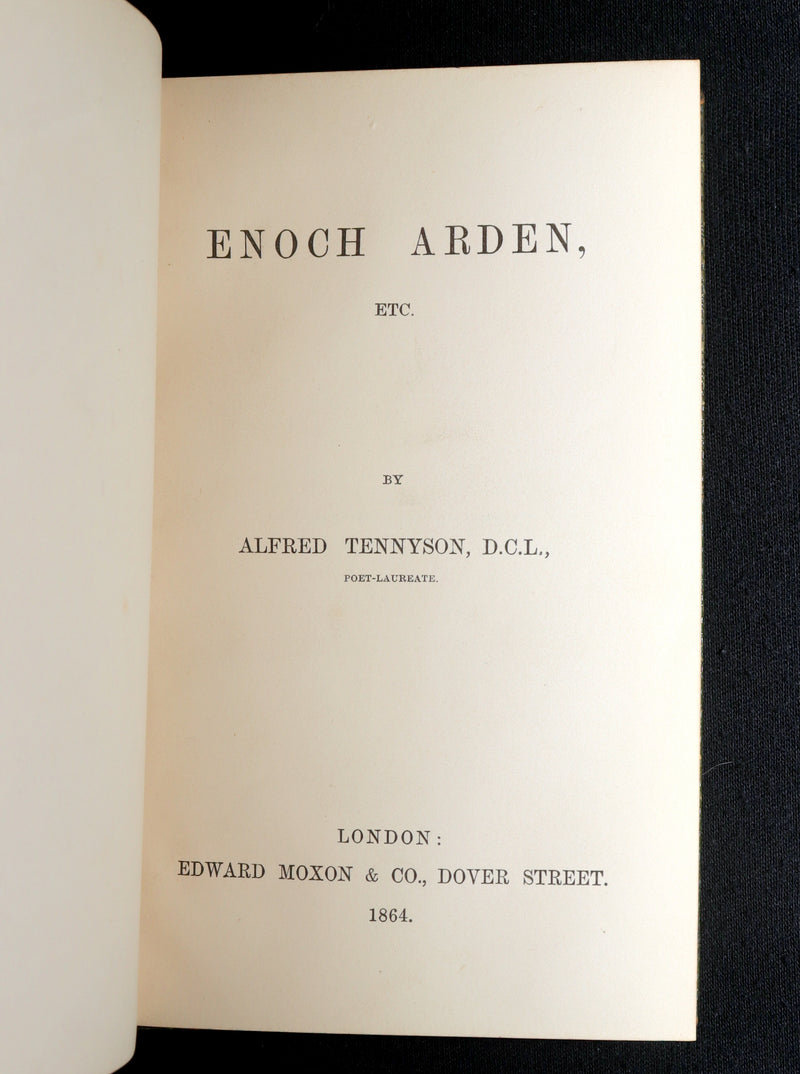 ENOCH ARDEN,
ETC.
BY
ALFRED TENNYSON, D.C.L.,
POET-LAUREATE.
LONDON:
EDWARD MOXON & CO., DOVER STREET.
1864.